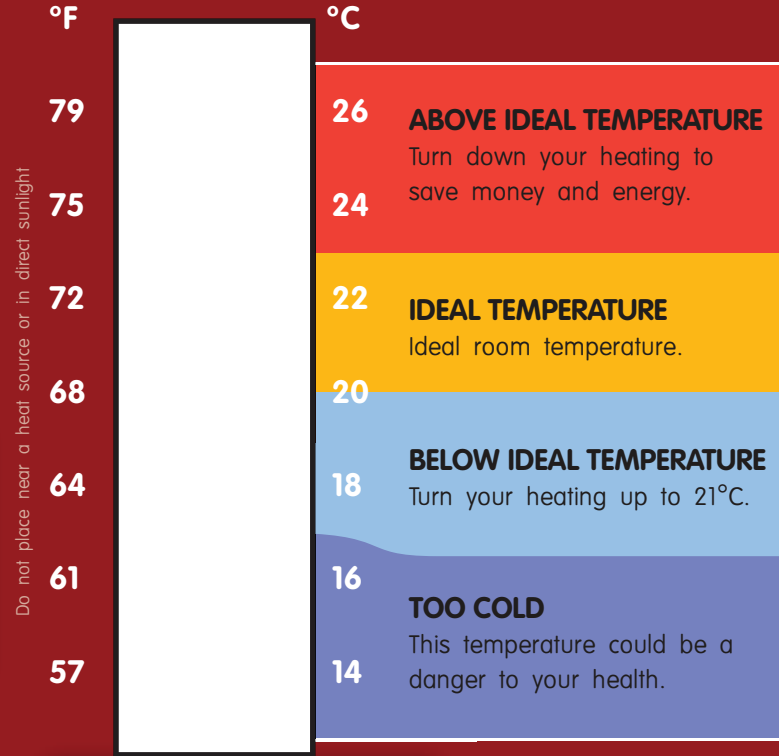 °F
°C
79
26
ABOVE IDEAL TEMPERATURE
Turn down your heating to
save money and energy.
75
24
72
22
IDEAL TEMPERATURE
Ideal room temperature.
68
20
BELOW IDEAL TEMPERATURE
Turn your heating up to 21°C.
64
18
61
16
TOO COLD
This temperature could be a
danger to your health.
57
14
Do not place near a heat source or in direct sunlight